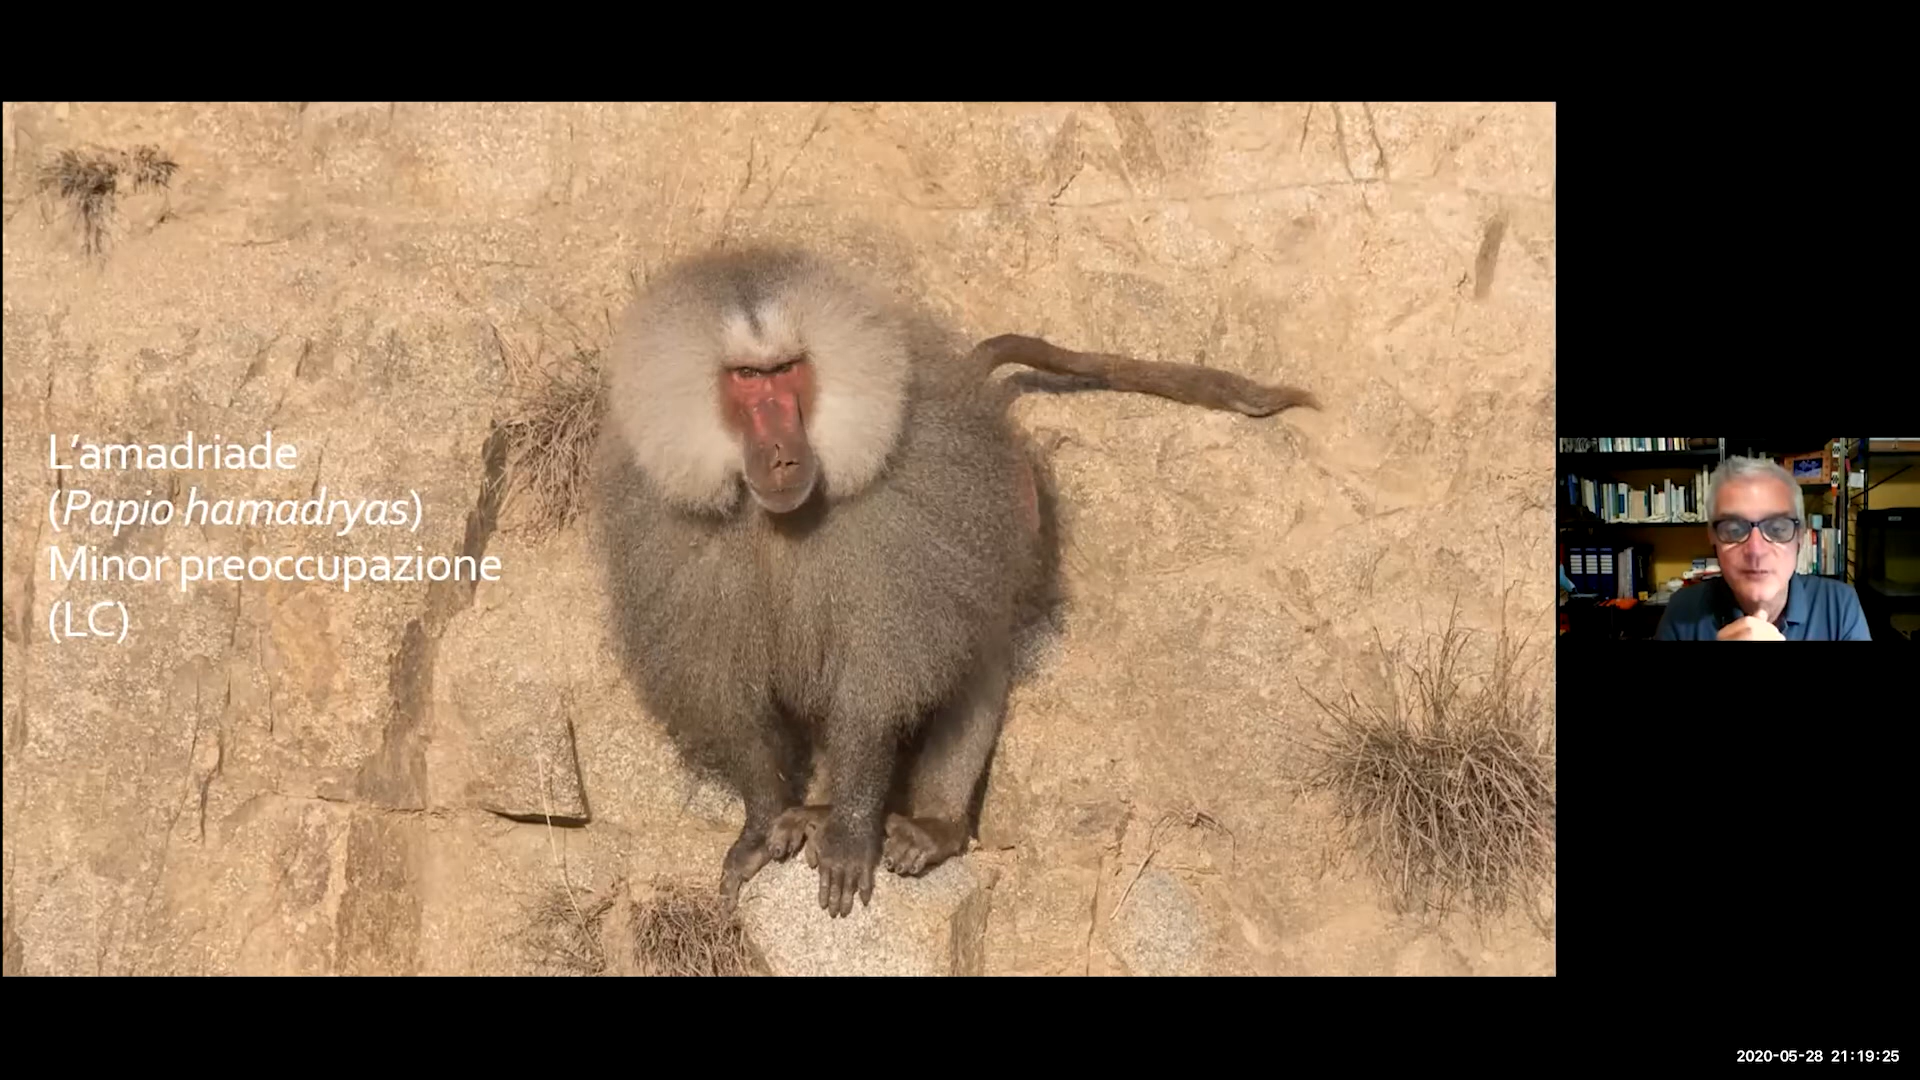 L'amadriade
(Papio hamadryas)
Minor preoccupazione
(LC)
2020-05-28 21:19:25